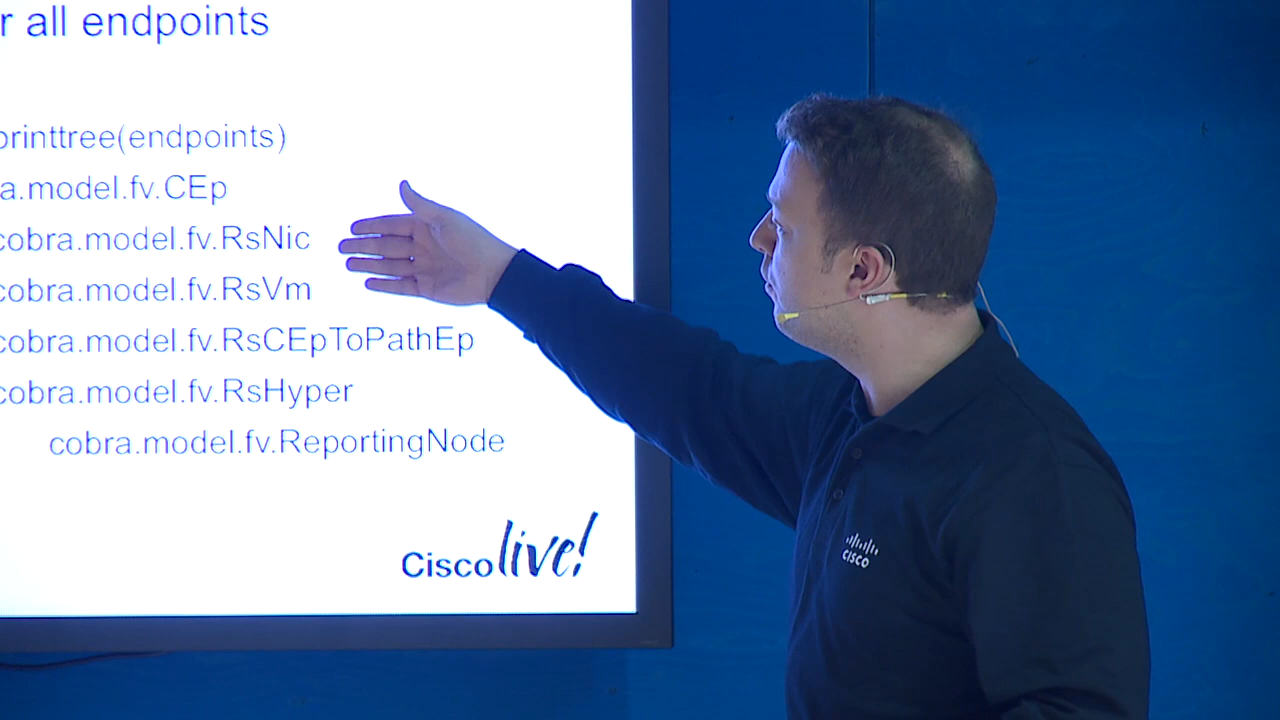 r all endpoints
printtree(endpoints)
a.model.fv.CEp
cobra.model.fv.RsNic
cobra.model.fv.RsVm
cobra.model.fv.RsCEpToPathEp
cobra.model.fv.RsHyper
cobra.model.fv.ReportingNode
Cisco live!
CISCO